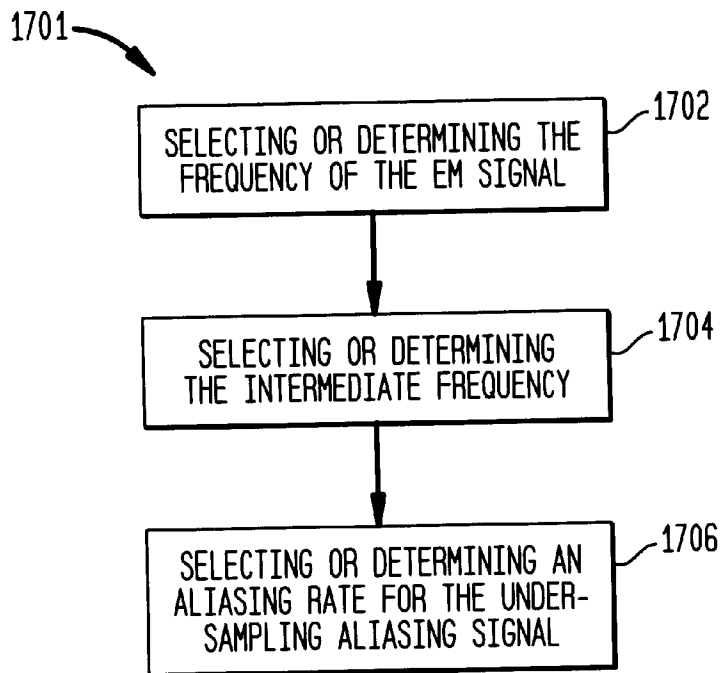 1701
1702
SELECTING OR DETERMINING THE
FREQUENCY OF THE EM SIGNAL
1704
SELECTING OR DETERMINING
THE INTERMEDIATE FREQUENCY
1706
SELECTING OR DETERMINING AN
ALIASING RATE FOR THE UNDER-
SAMPLING ALIASING SIGNAL